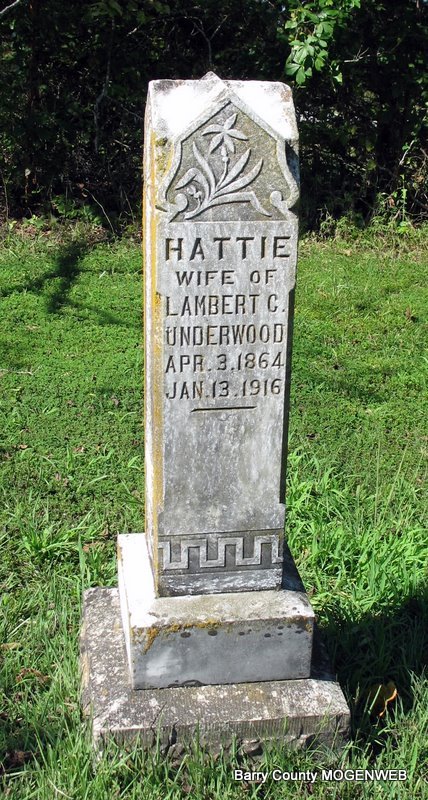 HATTIE
WIFE OF
LAMBERT C.
UNDERWOOD
APR. 3. 1864
JAN. 13. 1916
Barry County MOGENWEB